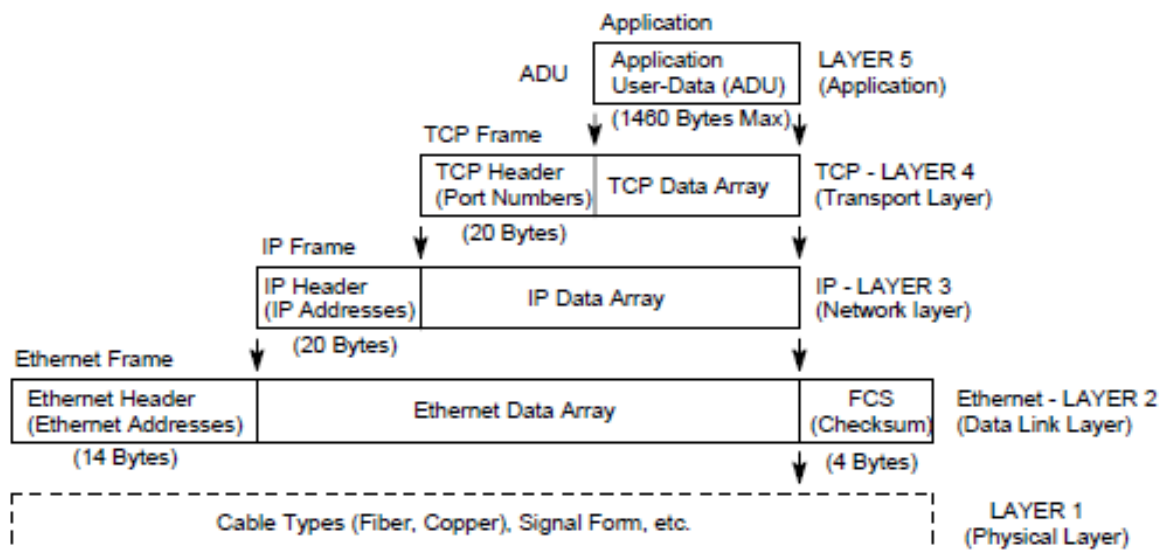 Application
ADU
Application
User-Data (ADU)
LAYER 5
(Application)
(1460 Bytes Max)
TCP Frame
TCP Header
(Port Numbers)
TCP Data Array
TCP - LAYER 4
(Transport Layer)
(20 Bytes)
IP Frame
IP Header
(IP Addresses)
IP Data Array
IP - LAYER 3
(Network layer)
(20 Bytes)
Ethernet Frame
Ethernet Header
(Ethernet Addresses)
Ethernet Data Array
FCS
(Checksum)
Ethernet - LAYER 2
(Data Link Layer)
(14 Bytes)
(4 Bytes)
Cable Types (Fiber, Copper), Signal Form, etc.
LAYER 1
(Physical Layer)